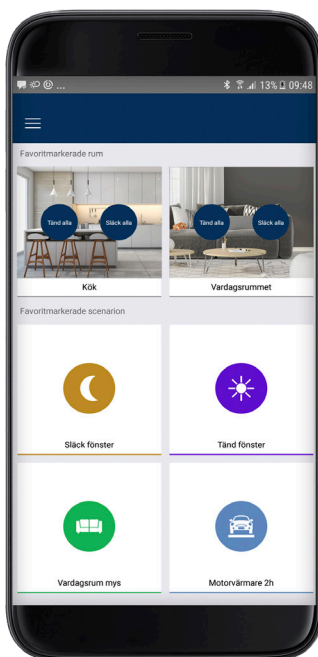 ... 13% 09:48
Favoritmarkerade rum
Tänd alla Släck alla Tänd alla Släck alla
Kök Vardagsrummet
Favoritmarkerade scenarion
Släck fönster Tänd fönster
Vardagsrum mys Motorvärmare 2h